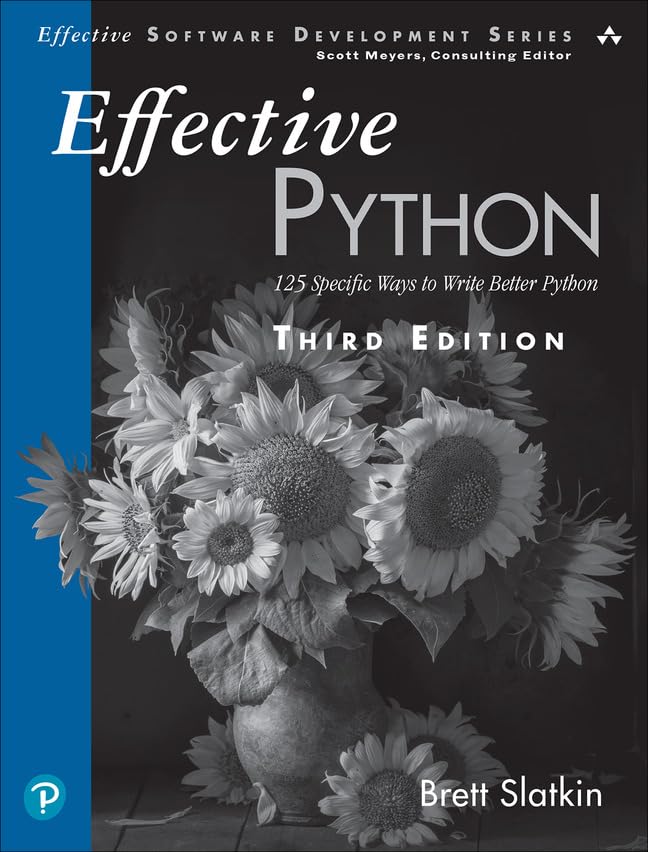 Effective SOFTWARE DEVELOPMENT SERIES
Scott Meyers, Consulting Editor
Effective
PYTHON
125 Specific Ways to Write Better Python
THIRD EDITION
Brett Slatkin
P